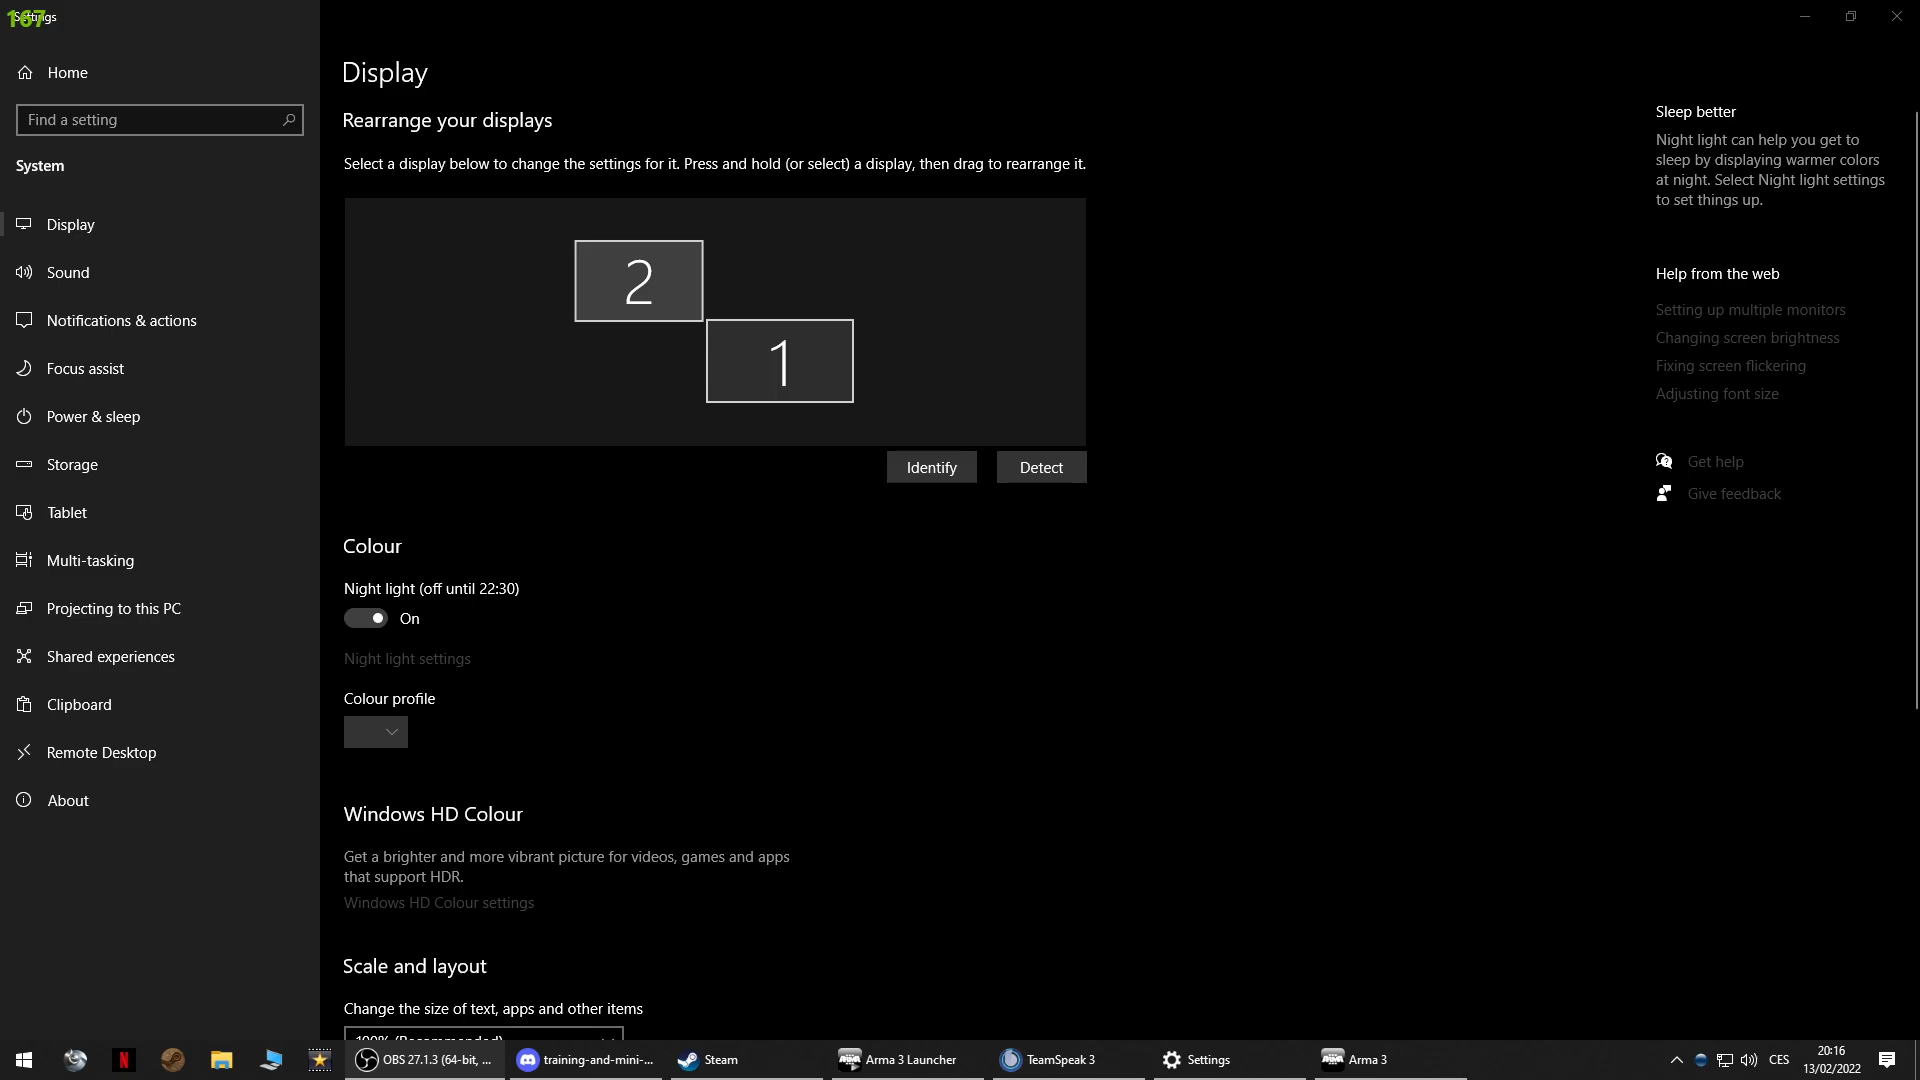 167
Settings
Home
Find a setting
System
Display
Sound
Notifications & actions
Focus assist
Power & sleep
Storage
Tablet
Multi-tasking
Projecting to this PC
Shared experiences
Clipboard
Remote Desktop
About
Display
Rearrange your displays
Select a display below to change the settings for it. Press and hold (or select) a display, then drag to rearrange it.
2
1
Identify
Detect
Colour
Night light (off until 22:30)
On
Night light settings
Colour profile
Windows HD Colour
Get a brighter and more vibrant picture for videos, games and apps
that support HDR.
Windows HD Colour settings
Scale and layout
Change the size of text, apps and other items
100% (Recommended)
Sleep better
Night light can help you get to
sleep by displaying warmer colors
at night. Select Night light settings
to set things up.
Help from the web
Setting up multiple monitors
Changing screen brightness
Fixing screen flickering
Adjusting font size
Get help
Give feedback
OBS 27.1.3 (64-bit, ...
training-and-mini-...
Steam
Arma 3 Launcher
TeamSpeak 3
Settings
Arma 3
CES
20:16
13/02/2022